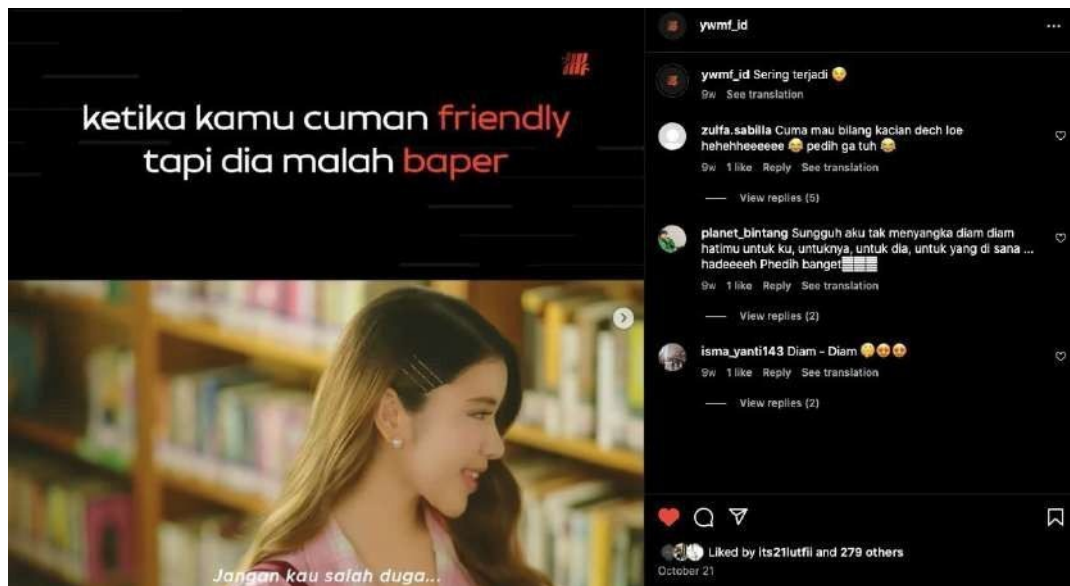 ketika kamu cuman friendly
tapi dia malah baper
Jangan kau salah duga...
ywmf_id
ywmf_id Sering terjadi 😢
9w See translation
zulfa.sabilla Cuma mau bilang kacian dech loe
hehehheeeeee 😂 pedih ga tuh 😂
9w 1 like Reply See translation
View replies (5)
planet_bintang Sungguh aku tak menyangka diam diam
hatimu untuk ku, untuknya, untuk dia, untuk yang di sana ...
hadeeeeh Phedih banget
9w 1 like Reply See translation
View replies (2)
isma_yanti143 Diam - Diam 🤫😍😍
9w 1 like Reply See translation
View replies (2)
Liked by its21lutfii and 279 others
October 21